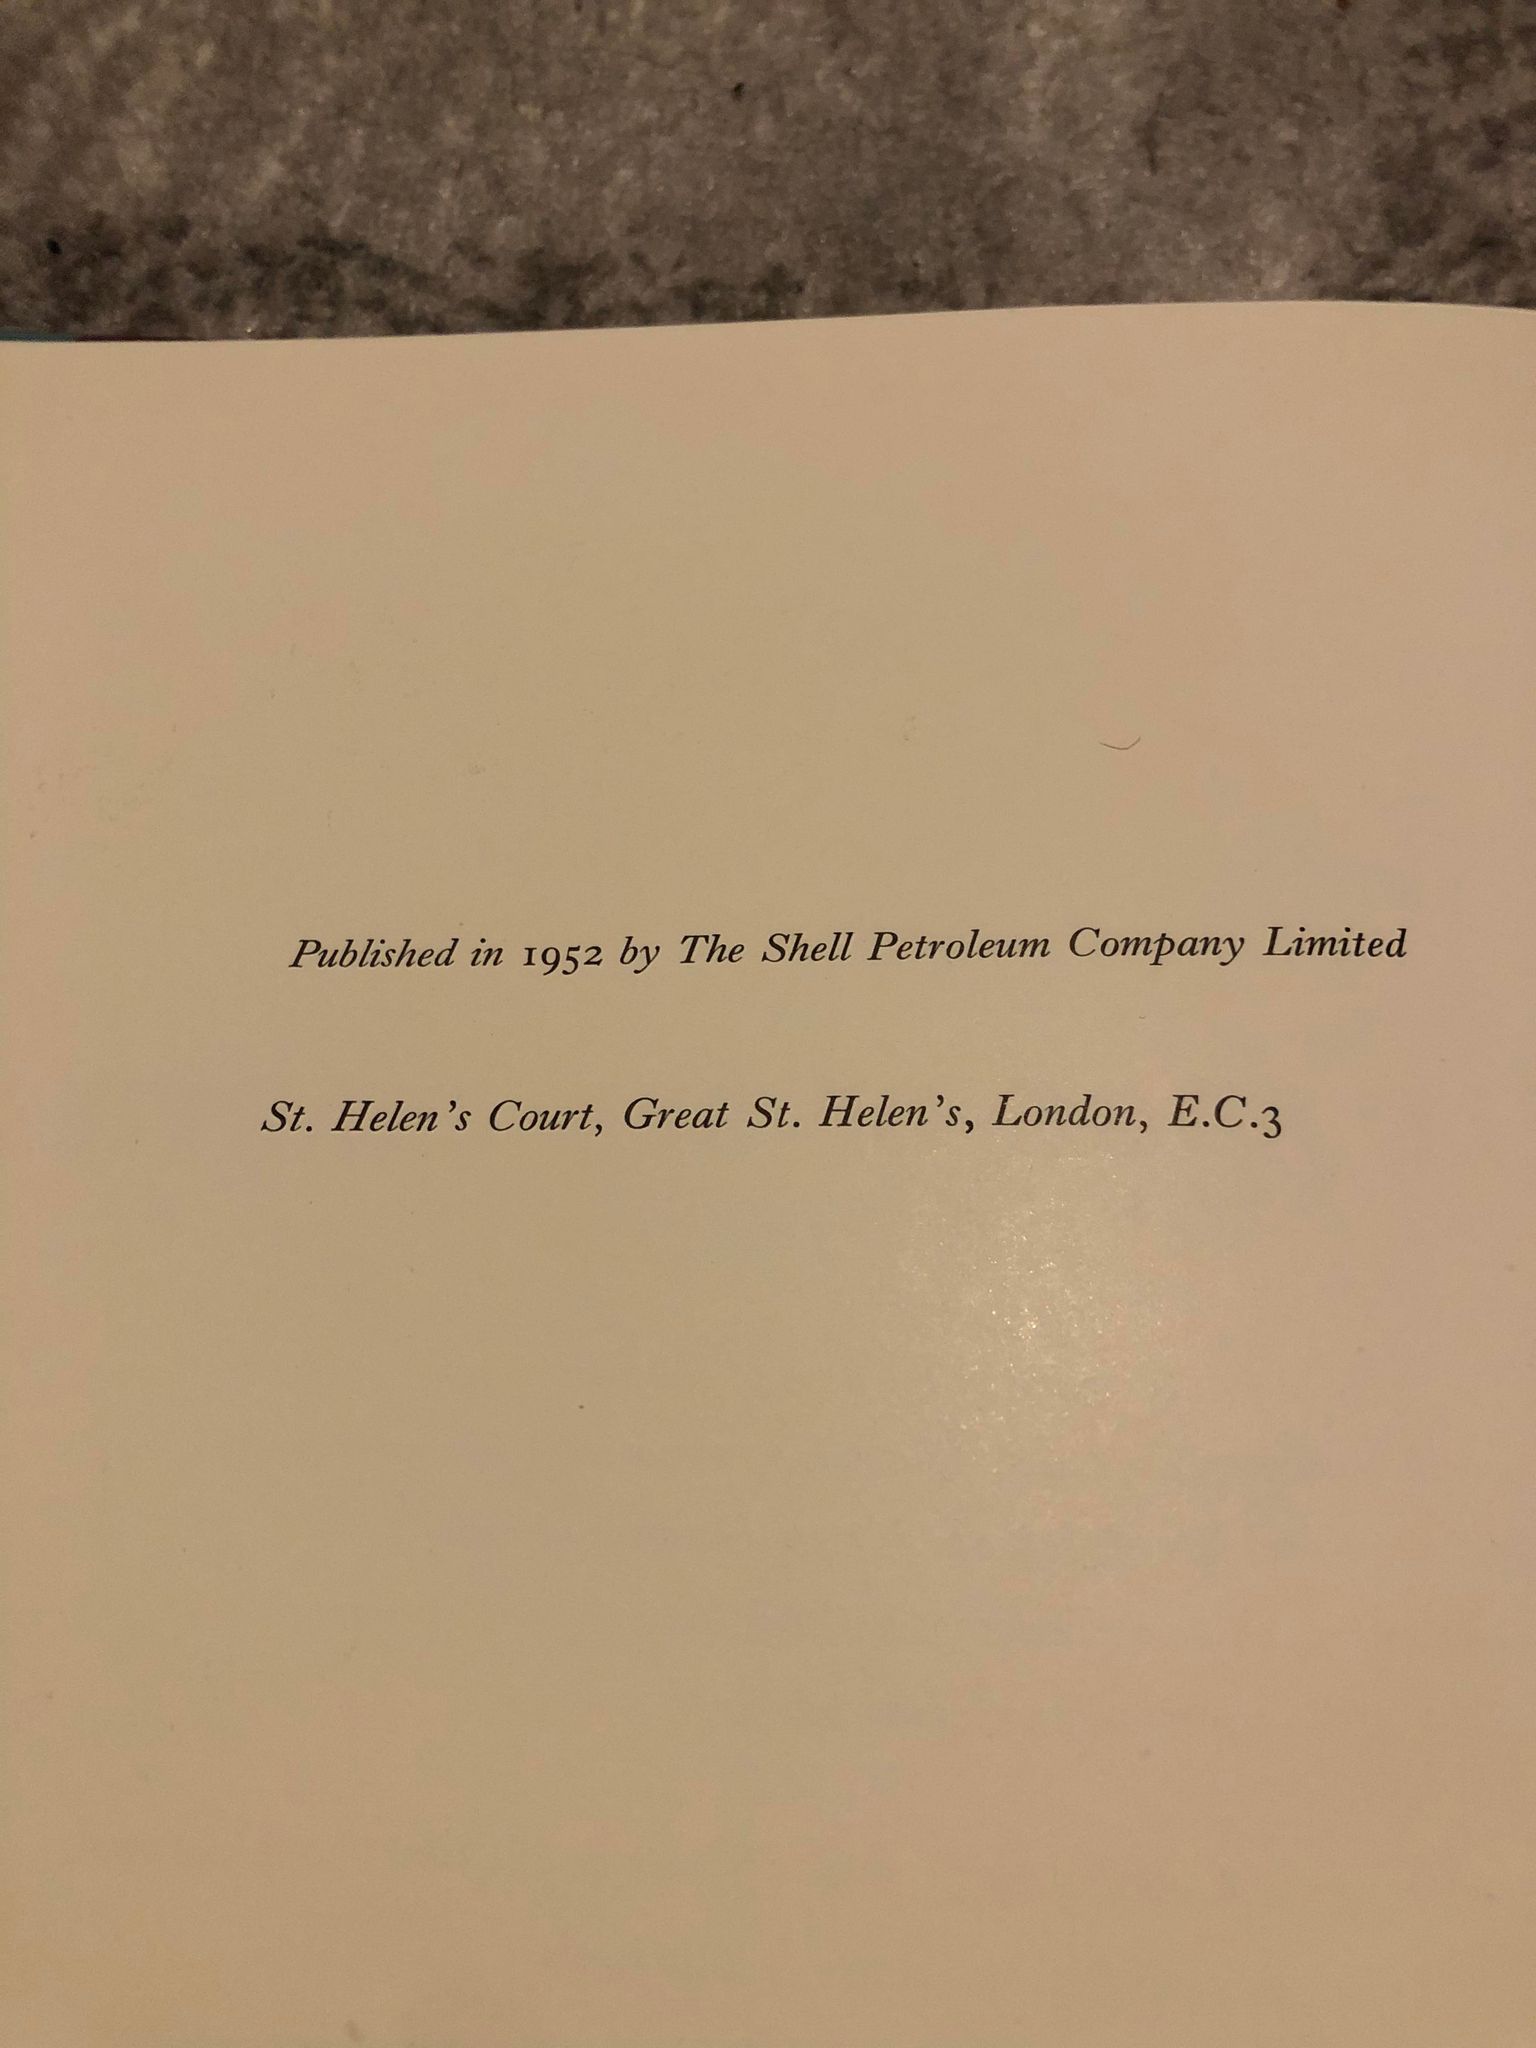 Published in 1952 by The Shell Petroleum Company Limited
St. Helen's Court, Great St. Helen's, London, E.C.3